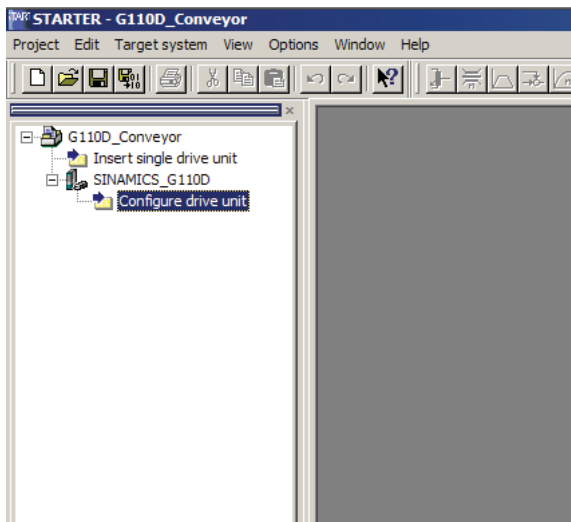 STARTER - G110D_Conveyor
Project Edit Target system View Options Window Help
G110D_Conveyor
Insert single drive unit
SINAMICS_G110D
Configure drive unit